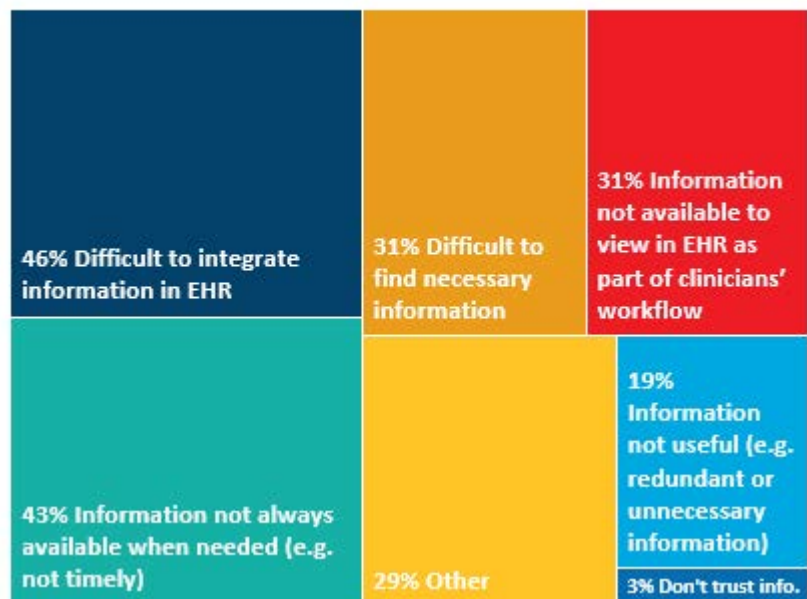 46% Difficult to integrate
information in EHR
31% Difficult to
find necessary
information
31% Information
not available to
view in EHR as
part of clinicians’
workflow
43% Information not always
available when needed (e.g.
not timely)
29% Other
19%
Information
not useful (e.g.
redundant or
unnecessary
information)
3% Don't trust info.